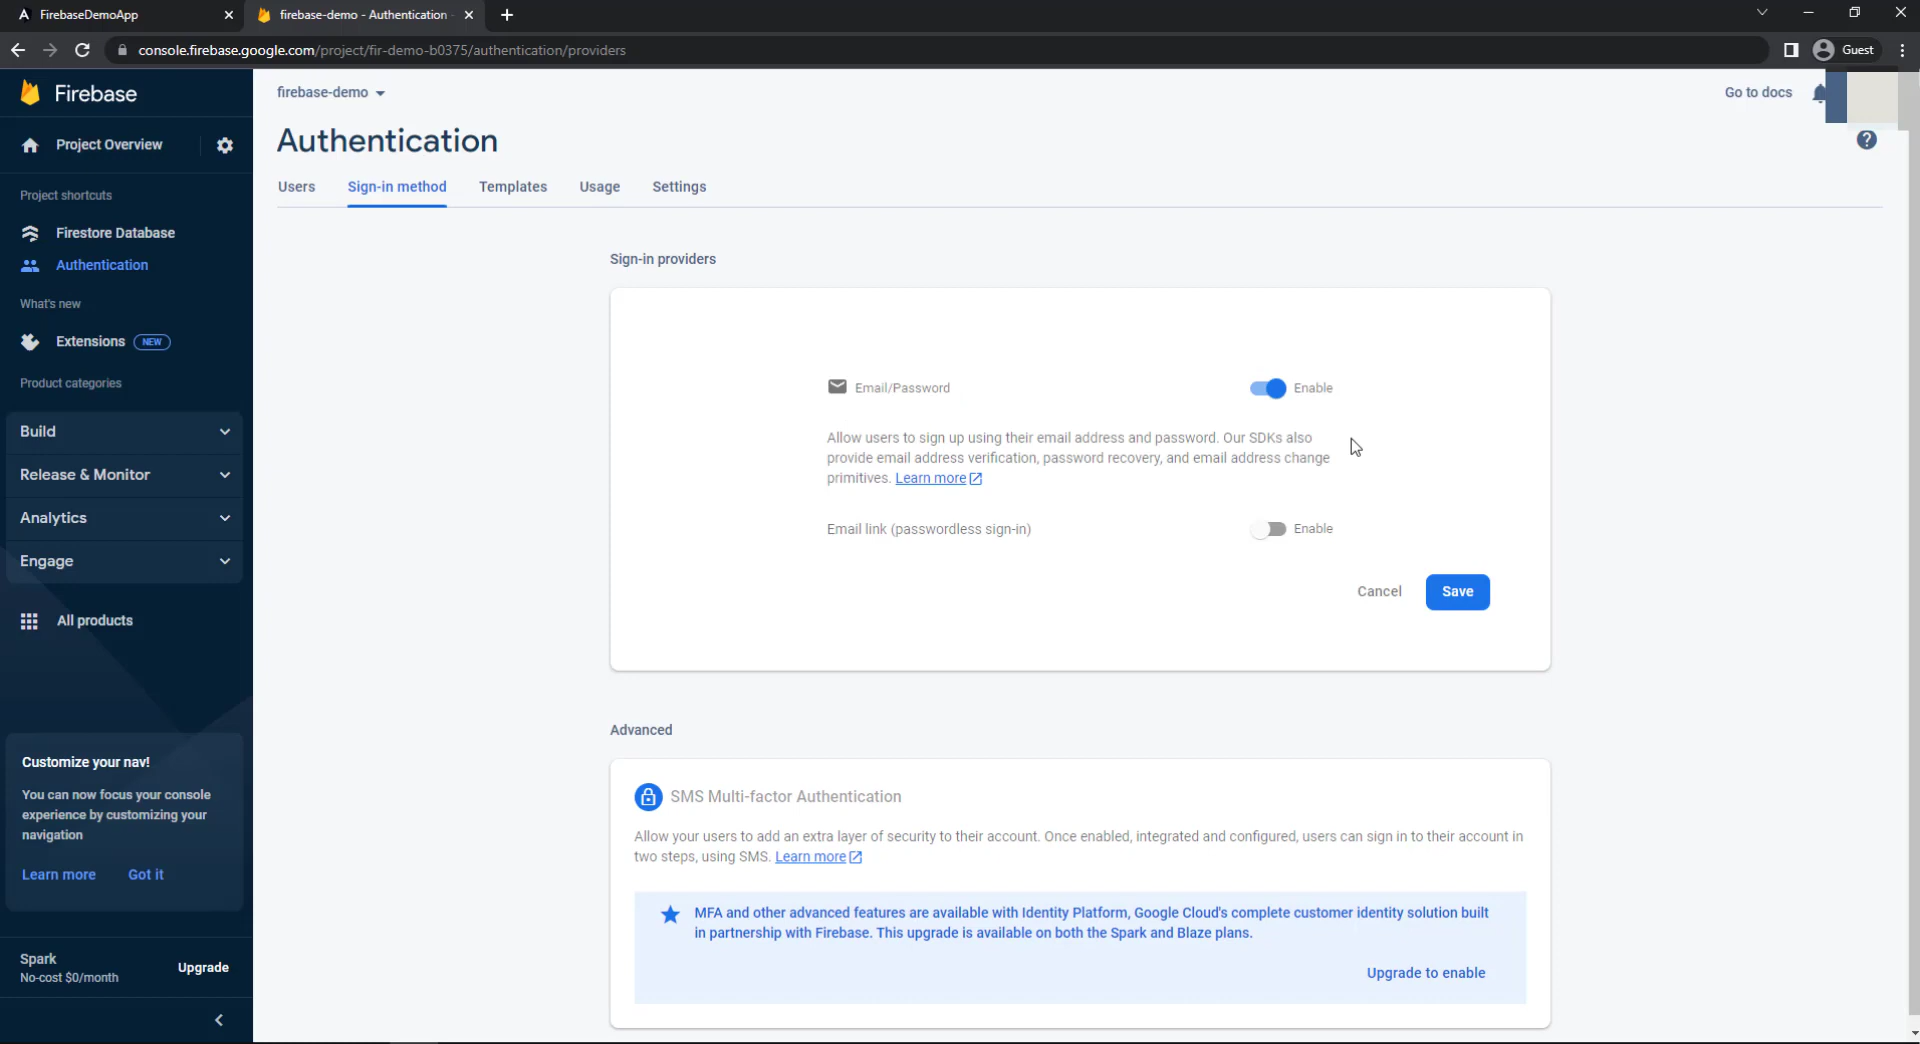 FirebaseDemoApp
firebase-demo - Authentication
console.firebase.google.com/project/fir-demo-b0375/authentication/providers
Guest
Firebase
firebase-demo
Go to docs
Project Overview
Authentication
Users
Sign-in method
Templates
Usage
Settings
Project shortcuts
Firestore Database
Authentication
What's new
Extensions NEW
Product categories
Build
Release & Monitor
Analytics
Engage
All products
Customize your nav!
You can now focus your console
experience by customizing your
navigation
Learn more Got it
Spark
No-cost $0/month
Upgrade
Sign-in providers
Email/Password Enable
Allow users to sign up using their email address and password. Our SDKs also
provide email address verification, password recovery, and email address change
primitives. Learn more
Email link (passwordless sign-in) Enable
Cancel Save
Advanced
SMS Multi-factor Authentication
Allow your users to add an extra layer of security to their account. Once enabled, integrated and configured, users can sign in to their account in
two steps, using SMS. Learn more
MFA and other advanced features are available with Identity Platform, Google Cloud's complete customer identity solution built
in partnership with Firebase. This upgrade is available on both the Spark and Blaze plans.
Upgrade to enable